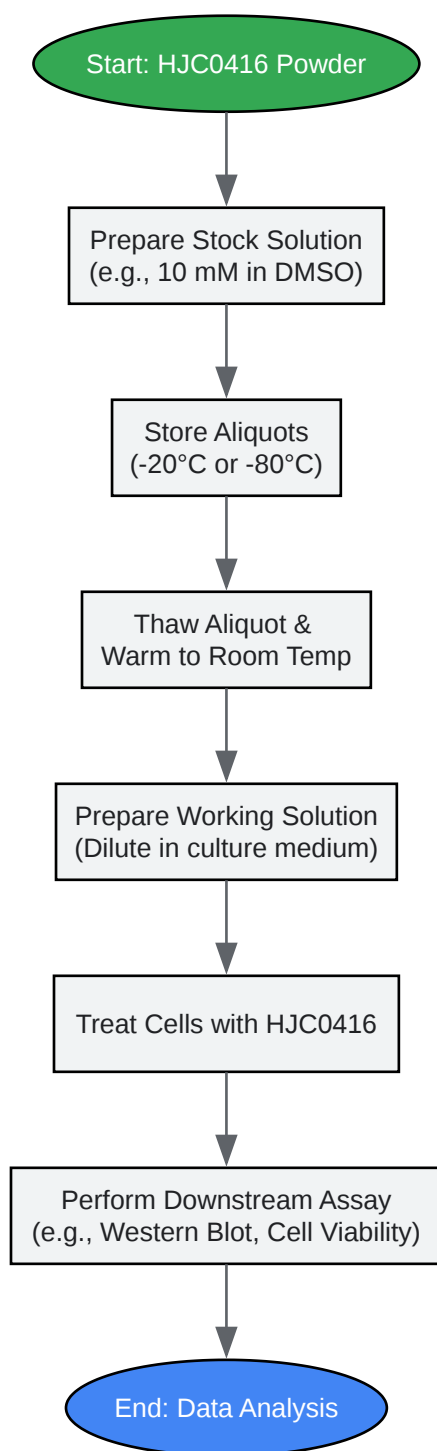 Start: HJC0416 Powder
Prepare Stock Solution
(e.g., 10 mM in DMSO)
Store Aliquots
(-20°C or -80°C)
Thaw Aliquot &
Warm to Room Temp
Prepare Working Solution
(Dilute in culture medium)
Treat Cells with HJC0416
Perform Downstream Assay
(e.g., Western Blot, Cell Viability)
End: Data Analysis